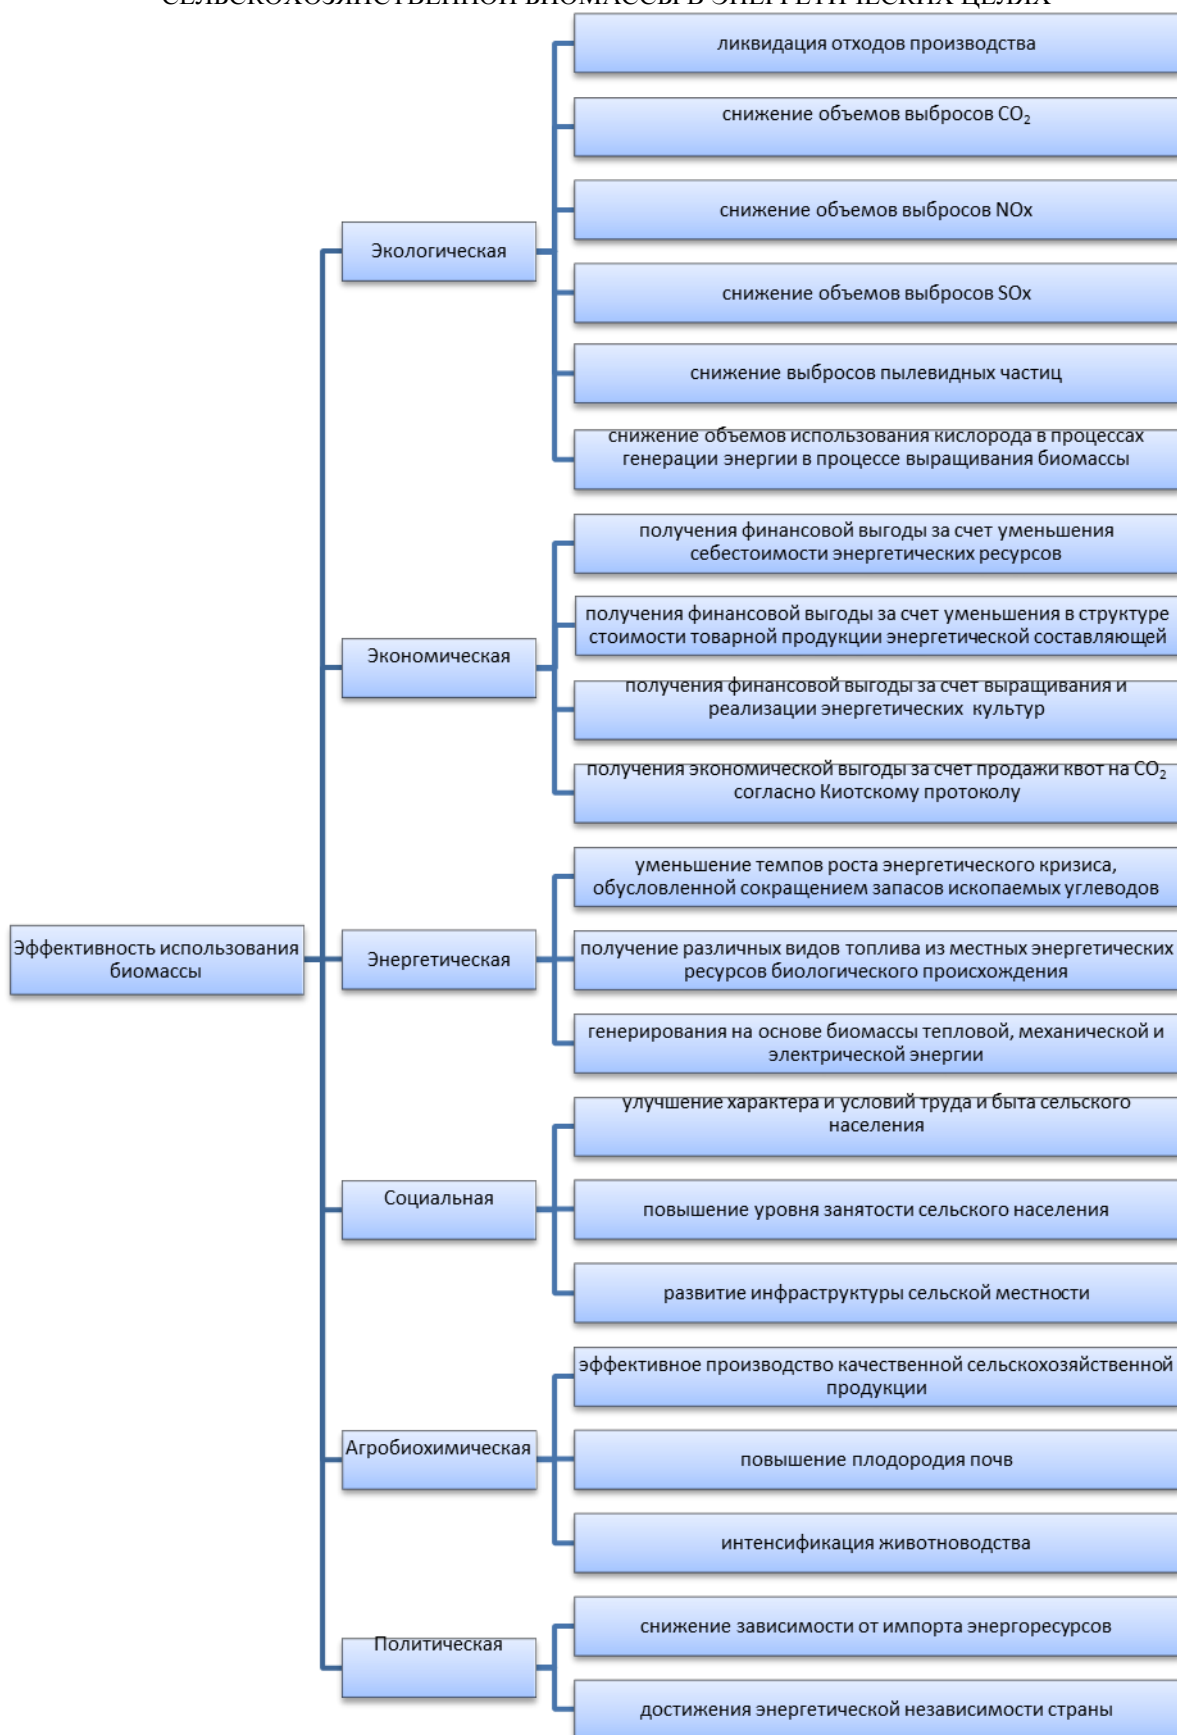 СЕЛЬСКОХОЗЯЙСТВЕННОЙ БИОМАССЫ В ЭНЕРГЕТИЧЕСКИХ ЦЕЛЯХ
Эффективность использования
биомассы
Экологическая
ликвидация отходов производства
снижение объемов выбросов CO₂
снижение объемов выбросов NOx
снижение объемов выбросов SOx
снижение выбросов пылевидных частиц
снижение объемов использования кислорода в процессах
генерации энергии в процессе выращивания биомассы
Экономическая
получения финансовой выгоды за счет уменьшения
себестоимости энергетических ресурсов
получения финансовой выгоды за счет уменьшения в структуре
стоимости товарной продукции энергетической составляющей
получения финансовой выгоды за счет выращивания и
реализации энергетических культур
получения экономической выгоды за счет продажи квот на CO₂
согласно Киотскому протоколу
Энергетическая
уменьшение темпов роста энергетического кризиса,
обусловленной сокращением запасов ископаемых углеводов
получение различных видов топлива из местных энергетических
ресурсов биологического происхождения
генерирования на основе биомассы тепловой, механической и
электрической энергии
Социальная
улучшение характера и условий труда и быта сельского
населения
повышение уровня занятости сельского населения
развитие инфраструктуры сельской местности
Агробиохимическая
эффективное производство качественной сельскохозяйственной
продукции
повышение плодородия почв
интенсификация животноводства
Политическая
снижение зависимости от импорта энергоресурсов
достижения энергетической независимости страны